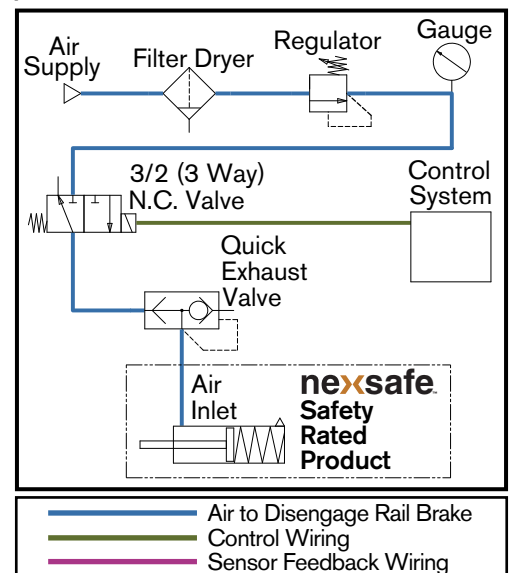 Air
Supply
Filter Dryer
Regulator
Gauge
3/2 (3 Way)
N.C. Valve
Control
System
Quick
Exhaust
Valve
Air
Inlet
nexsafe
Safety
Rated
Product
Air to Disengage Rail Brake
Control Wiring
Sensor Feedback Wiring